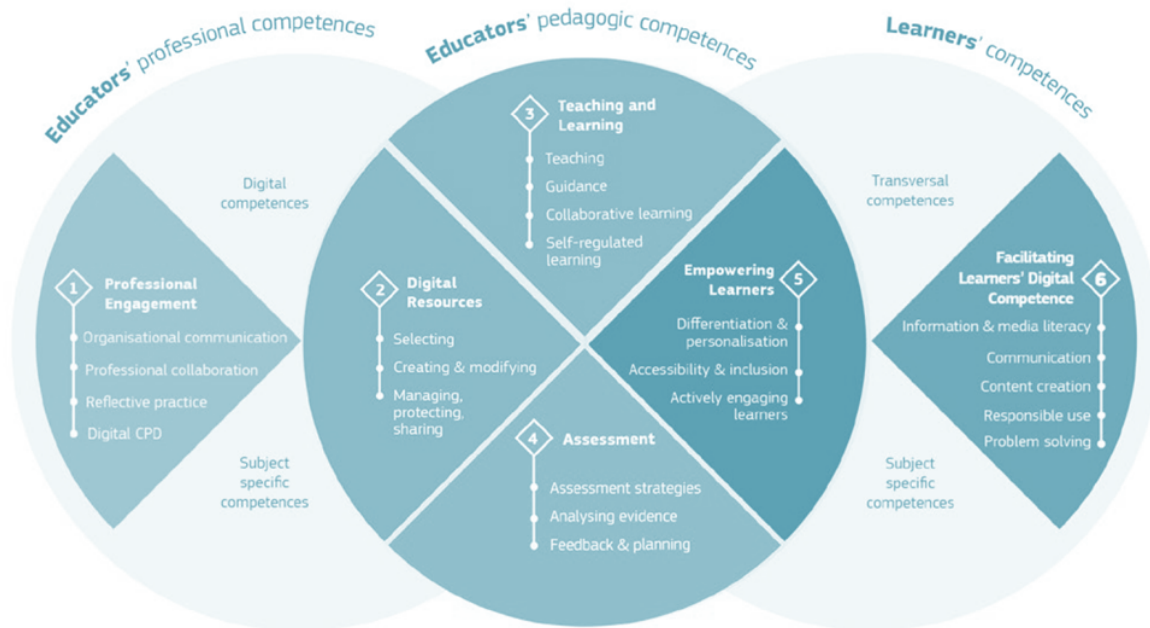 Educators' professional competences
Educators' pedagogic competences
Learners' competences
Digital
competences
1
Professional
Engagement
Organisational communication
Professional collaboration
Reflective practice
Digital CPD
Subject
specific
competences
2
Digital
Resources
Selecting
Creating & modifying
Managing,
protecting,
sharing
3
Teaching and
Learning
Teaching
Guidance
Collaborative learning
Self-regulated
learning
4
Assessment
Assessment strategies
Analysing evidence
Feedback & planning
5
Empowering
Learners
Differentiation &
personalisation
Accessibility & inclusion
Actively engaging
learners
Transversal
competences
6
Facilitating
Learners' Digital
Competence
Information & media literacy
Communication
Content creation
Responsible use
Problem solving
Subject
specific
competences